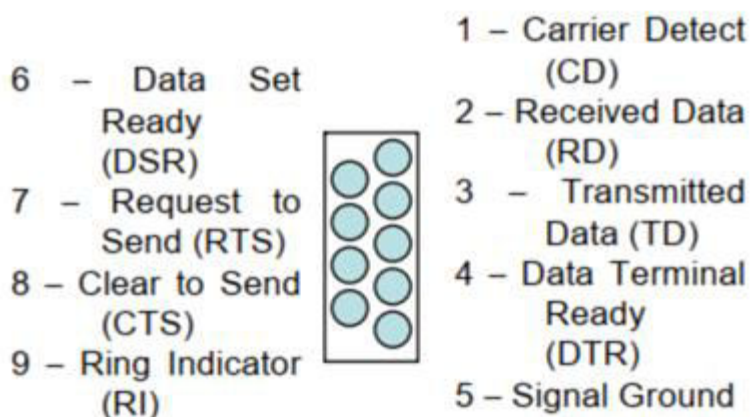 6 – Data Set
Ready
(DSR)
7 – Request to
Send (RTS)
8 – Clear to Send
(CTS)
9 – Ring Indicator
(RI)
1 – Carrier Detect
(CD)
2 – Received Data
(RD)
3 – Transmitted
Data (TD)
4 – Data Terminal
Ready
(DTR)
5 – Signal Ground